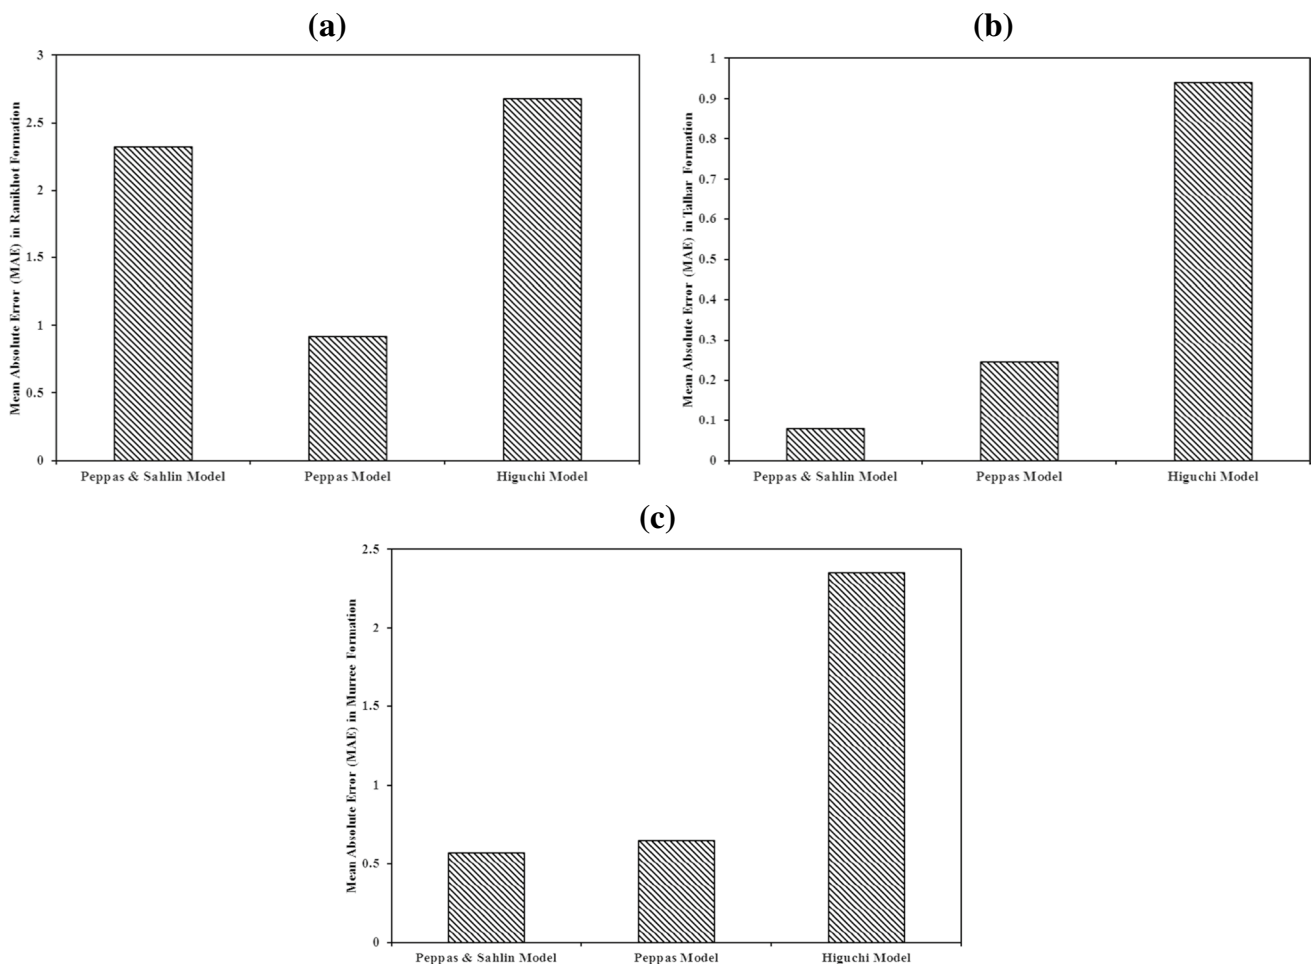 (a)
Mean Absolute Error (MAE) in Ranikhot Formation
3
2.5
2
1.5
1
0.5
0
Peppas & Sahlin Model Peppas Model Higuchi Model
(b)
Mean Absolute Error (MAE) in Talhar Formation
1
0.9
0.8
0.7
0.6
0.5
0.4
0.3
0.2
0.1
0
Peppas & Sahlin Model Peppas Model Higuchi Model
(c)
Mean Absolute Error (MAE) in Murree Formation
2.5
2
1.5
1
0.5
0
Peppas & Sahlin Model Peppas Model Higuchi Model